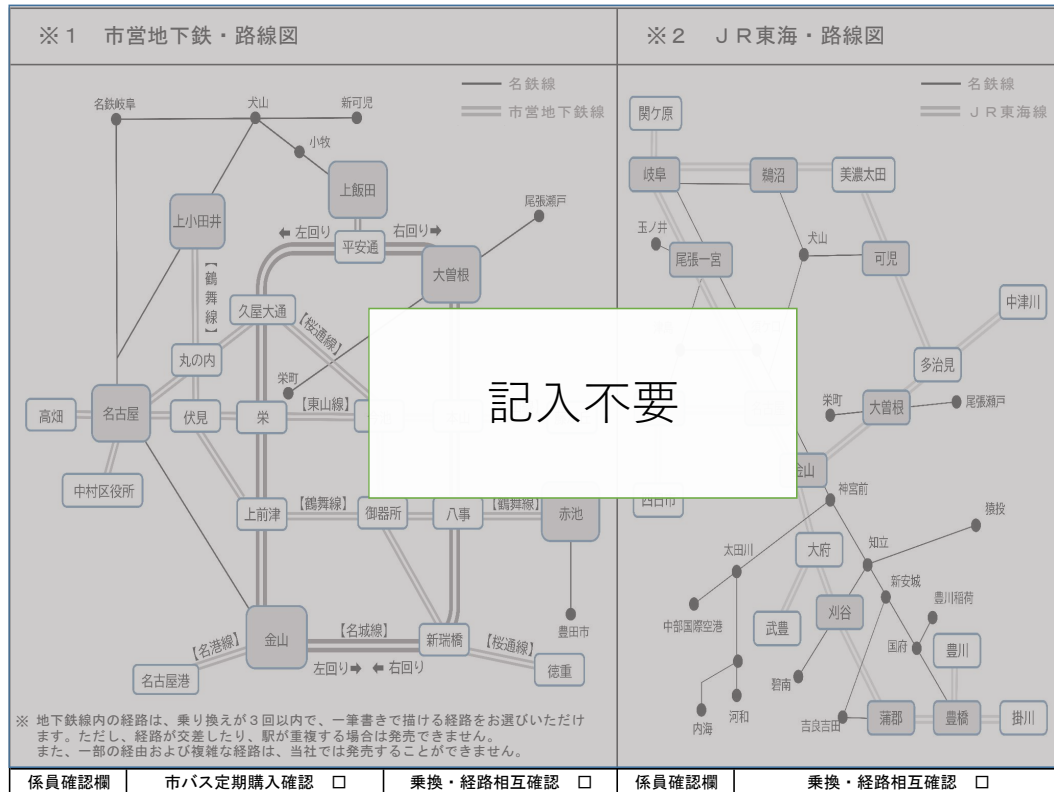 ※１ 市営地下鉄・路線図
※２ ＪＲ東海・路線図
名鉄線
市営地下鉄線
名鉄線
ＪＲ東海線
名鉄岐阜
犬山
新可児
小牧
上飯田
上小田井
尾張瀬戸
左回り
右回り
平安通
大曽根
【鶴舞線】
久屋大通
【桜通線】
丸の内
栄町
名古屋
高畑
伏見
栄
【東山線】
中村区役所
上前津
【鶴舞線】
御器所
八事
【鶴舞線】
赤池
豊田市
金山
【名城線】
新瑞橋
【桜通線】
徳重
【名港線】
名古屋港
左回り
右回り
関ケ原
岐阜
鵜沼
美濃太田
玉ノ井
尾張一宮
犬山
可児
中津川
多治見
栄町
大曽根
尾張瀬戸
金山
四日市
神宮前
猿投
太田川
大府
知立
新安城
中部国際空港
武豊
刈谷
豊川稲荷
国府
豊川
碧南
内海
河和
吉良吉田
蒲郡
豊橋
掛川
記入不要
※ 地下鉄線内の経路は、乗り換えが３回以内で、一筆書きで描ける経路をお選びいただけ
ます。ただし、経路が交差したり、駅が重複する場合は発売できません。
また、一部の経由および複雑な経路は、当社では発売することができません。
係員確認欄 市バス定期購入確認 □ 乗換・経路相互確認 □ 係員確認欄 乗換・経路相互確認 □